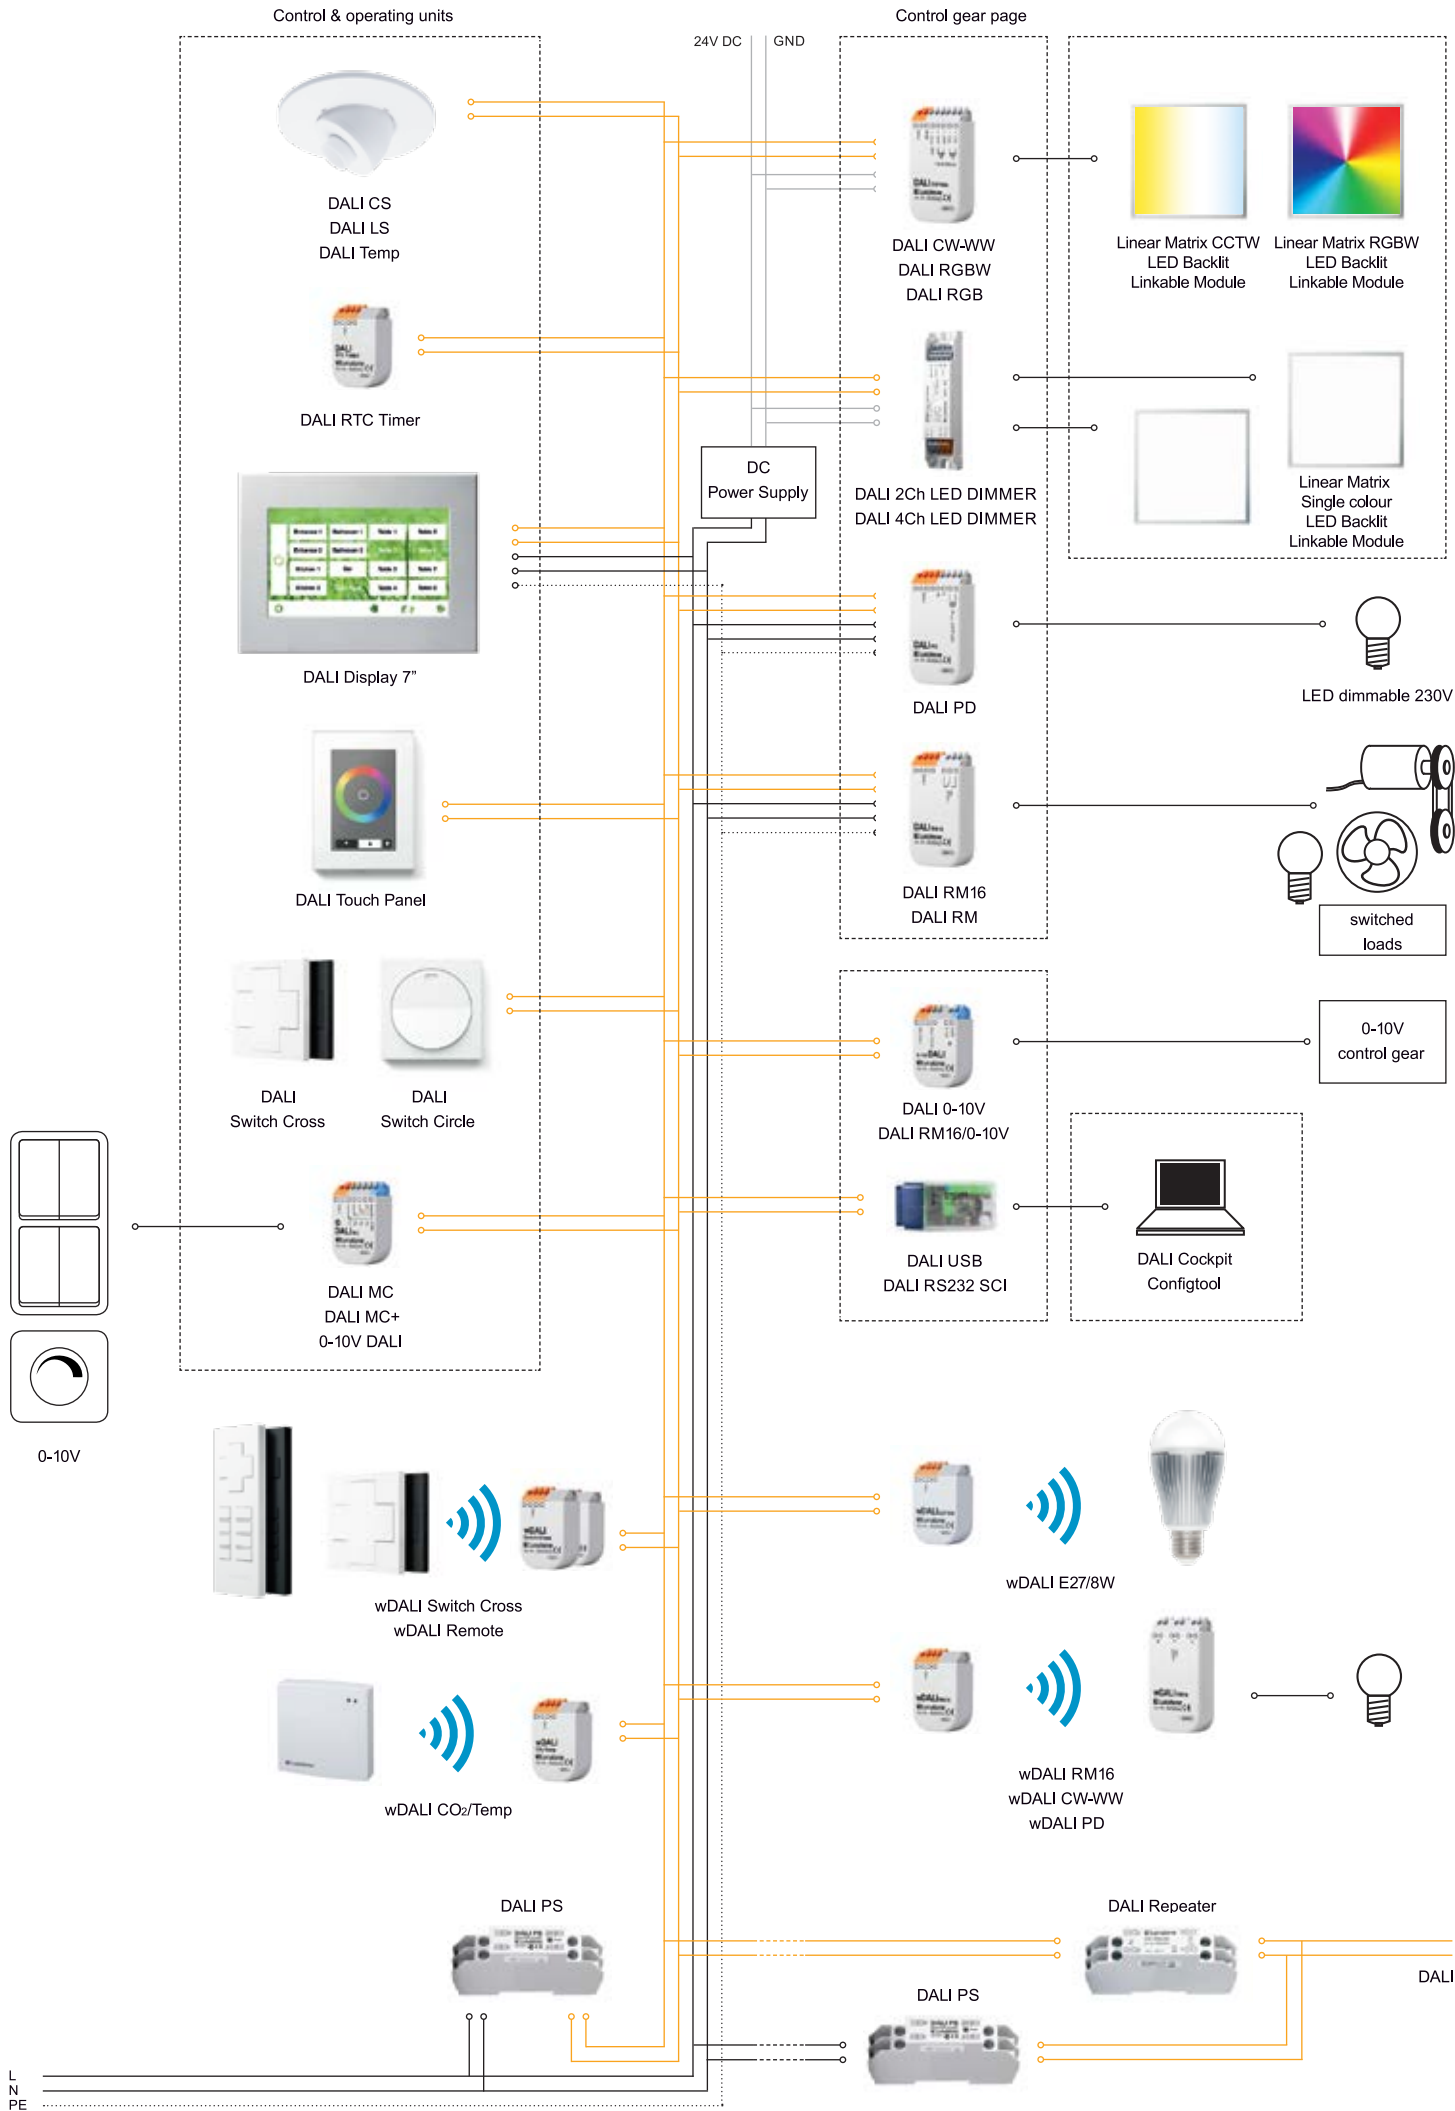 Control & operating units
Control gear page
24V DC
GND
DALI CS
DALI LS
DALI Temp
DALI CW-WW
DALI RGBW
DALI RGB
Linear Matrix CCTW
LED Backlit
Linkable Module
Linear Matrix RGBW
LED Backlit
Linkable Module
DALI RTC Timer
DC
Power Supply
DALI 2Ch LED DIMMER
DALI 4Ch LED DIMMER
Linear Matrix
Single colour
LED Backlit
Linkable Module
DALI Display 7”
DALI PD
LED dimmable 230V
DALI Touch Panel
DALI RM16
DALI RM
switched
loads
DALI
Switch Cross
DALI
Switch Circle
DALI 0-10V
DALI RM16/0-10V
0-10V
control gear
DALI MC
DALI MC+
0-10V DALI
DALI USB
DALI RS232 SCI
DALI Cockpit
Configtool
0-10V
wDALI Switch Cross
wDALI Remote
wDALI E27/8W
wDALI CO2/Temp
wDALI RM16
wDALI CW-WW
wDALI PD
DALI PS
DALI Repeater
DALI
DALI PS
L
N
PE